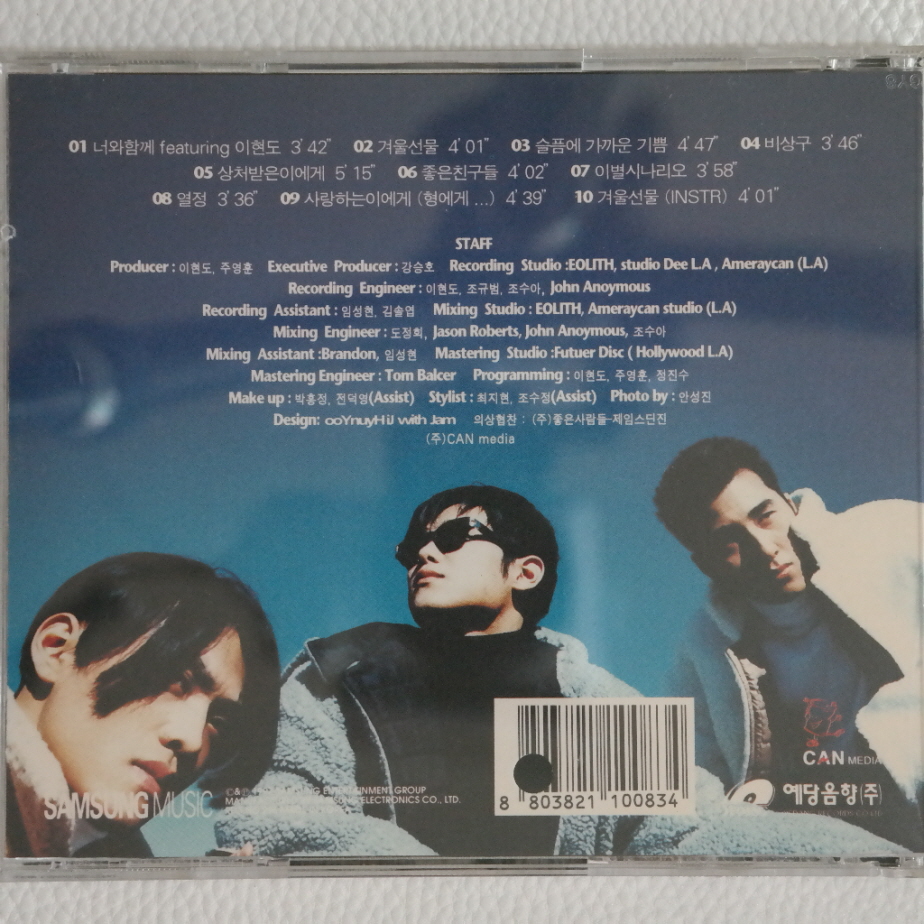 01 너와함께 featuring 이현도 3'42" 02 겨울선물 4'01" 03 슬픔에 가까운 기쁨 4'47" 04 비상구 3'46"
05 상처받은이에게 5'15" 06 좋은친구들 4'02" 07 이별시나리오 3'58"
08 열정 3'36" 09 사랑하는이에게 (형에게 ...) 4'39" 10 겨울선물 (INSTR) 4'01"
STAFF
Producer : 이현도, 주영훈 Executive Producer : 강승호 Recording Studio :EOLITH, studio Dee L.A , Ameraycan (L.A)
Recording Engineer : 이현도, 조규범, 조수아, John Anoymous
Recording Assistant : 임성현, 김솔엽 Mixing Studio : EOLITH, Ameraycan studio (L.A)
Mixing Engineer : 도정회, Jason Roberts, John Anoymous, 조수아
Mixing Assistant :Brandon, 임성현 Mastering Studio :Futuer Disc ( Hollywood L.A)
Mastering Engineer : Tom Balcer Programming : 이현도, 주영훈, 정진수
Make up : 박홍정, 전덕영(Assist) Stylist : 최지현, 조수정(Assist) Photo by : 안성진
Design: ooYnuyHiJ with Jam 의상협찬 : (주)좋은사람들-제임스딘진
(주)CAN media
CAN MEDIA
SAMSUNG MUSIC
ENTERTAINMENT GROUP
ELECTRONICS CO., LTD.
8 803821 100834
예당음향(주)